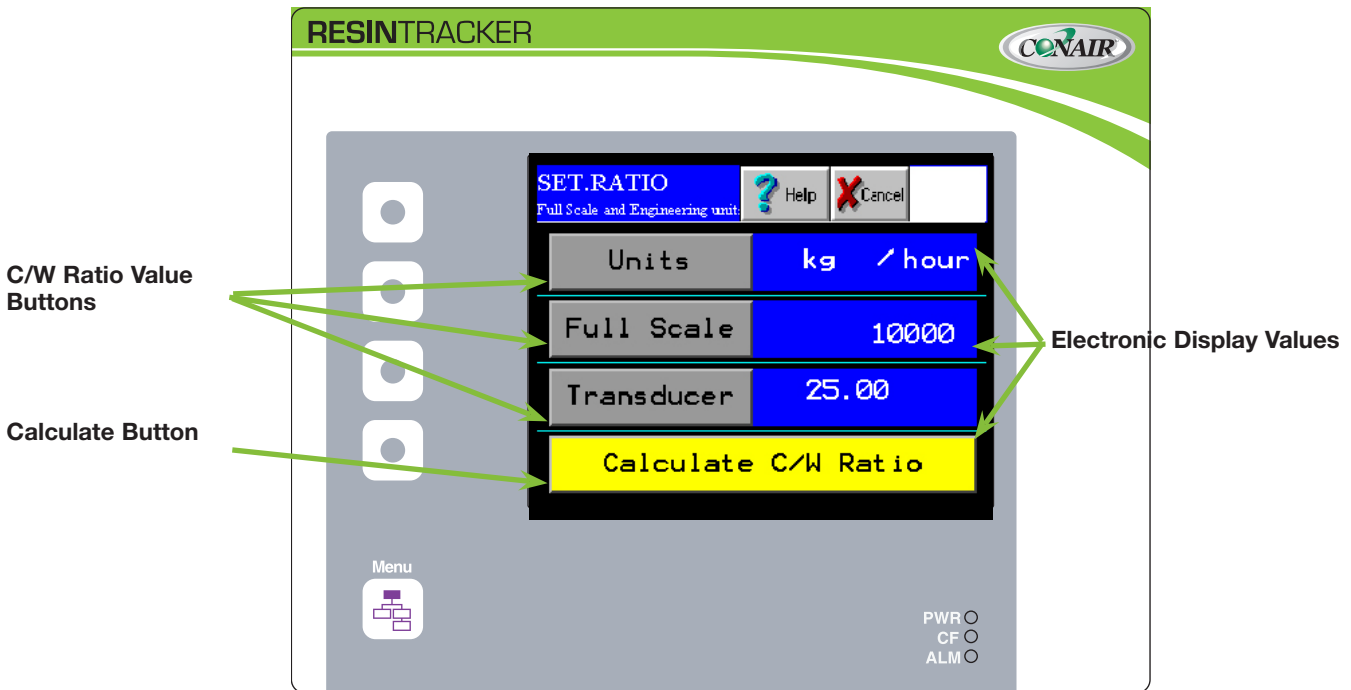 RESINTRACKER
CONAIR
SET.RATIO
Full Scale and Engineering unit:
Help
Cancel
Units
kg / hour
C/W Ratio Value
Buttons
Full Scale
10000
Electronic Display Values
Transducer
25.00
Calculate Button
Calculate C/W Ratio
Menu
PWR
CF
ALM